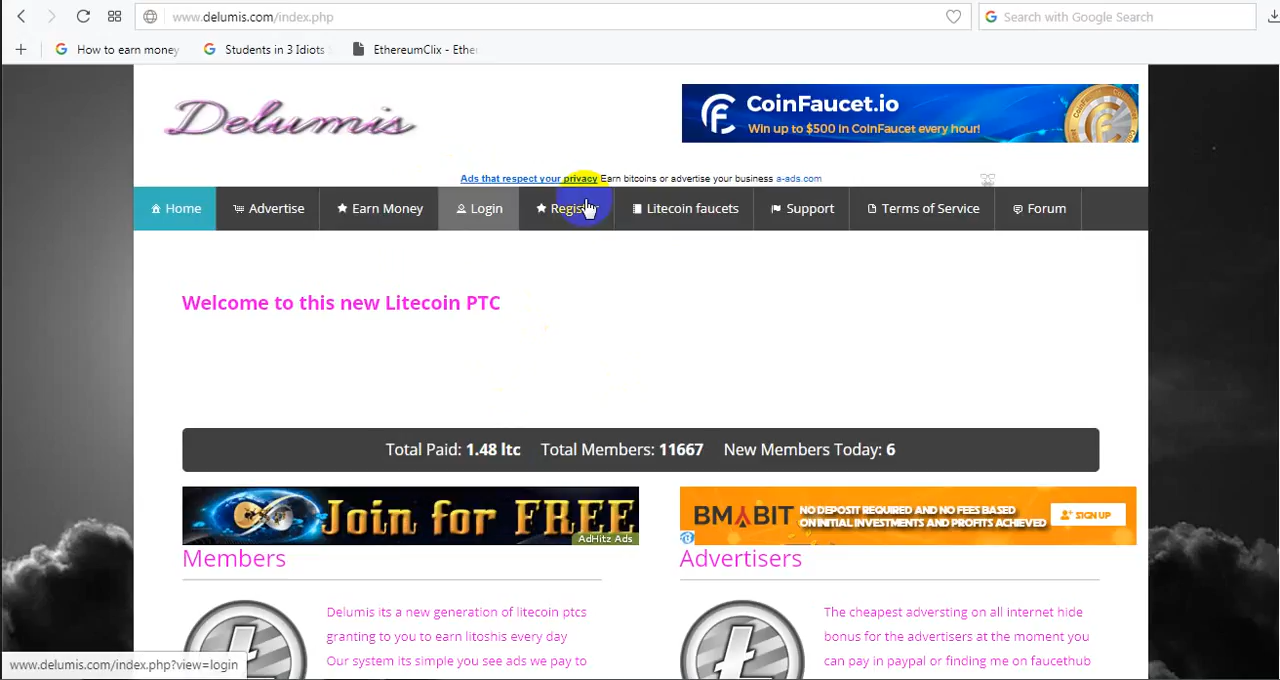 www.delumis.com/index.php
Search with Google Search
How to earn money
Students in 3 Idiots
EthereumClix - Ethe
Delumis
CoinFaucet.io
Win up to $500 in CoinFaucet every hour!
Ads that respect your privacy Earn bitcoins or advertise your business a-ads.com
Home
Advertise
Earn Money
Login
Register
Litecoin faucets
Support
Terms of Service
Forum
Welcome to this new Litecoin PTC
Total Paid: 1.48 ltc Total Members: 11667 New Members Today: 6
Join for FREE
AdHitz Ads
BMYBIT
NO DEPOSIT REQUIRED AND NO FEES BASED
ON INITIAL INVESTMENTS AND PROFITS ACHIEVED
SIGN UP
Members
Delumis its a new generation of litecoin ptcs
granting to you to earn litoshis every day
Our system its simple you see ads we pay to
Advertisers
The cheapest adversting on all internet hide
bonus for the advertisers at the moment you
can pay in paypal or finding me on faucethub
www.delumis.com/index.php?view=login